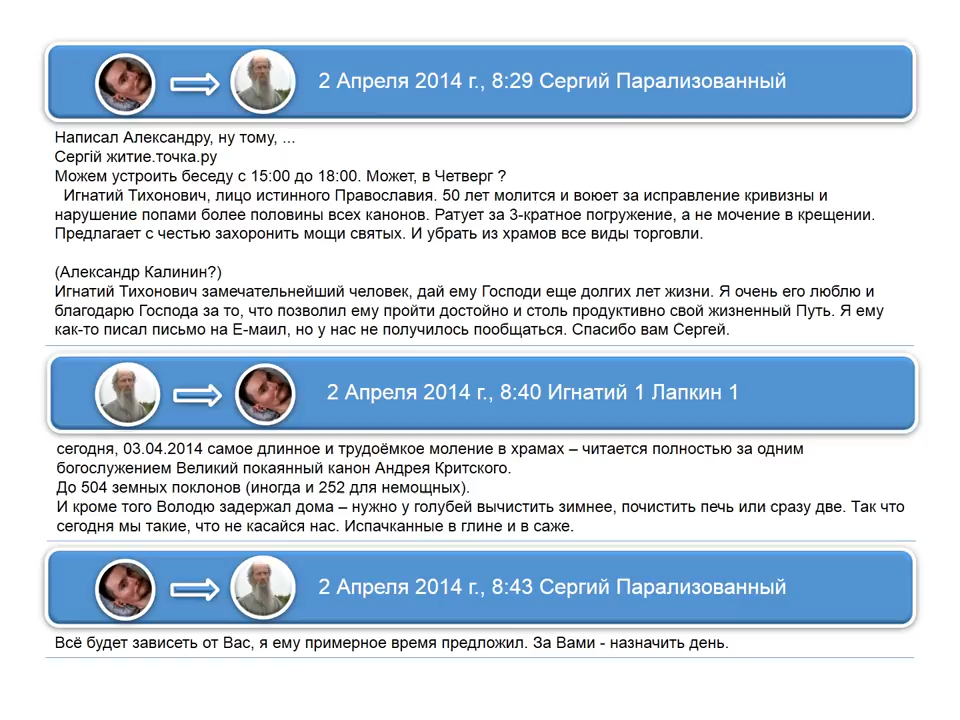 2 Апреля 2014 г., 8:29 Сергий Парализованный
Написал Александру, ну тому, ...
Сергій житие.точка.ру
Можем устроить беседу с 15:00 до 18:00. Может, в Четверг ?
Игнатий Тихонович, лицо истинного Православия. 50 лет молится и воюет за исправление кривизны и
нарушение попами более половины всех канонов. Ратует за 3-кратное погружение, а не мочение в крещении.
Предлагает с честью захоронить мощи святых. И убрать из храмов все виды торговли.
(Александр Калинин?)
Игнатий Тихонович замечательнейший человек, дай ему Господи еще долгих лет жизни. Я очень его люблю и
благодарю Господа за то, что позволил ему пройти достойно и столь продуктивно свой жизненный Путь. Я ему
как-то писал письмо на Е-маил, но у нас не получилось пообщаться. Спасибо вам Сергей.
2 Апреля 2014 г., 8:40 Игнатий 1 Лапкин 1
сегодня, 03.04.2014 самое длинное и трудоёмкое моление в храмах – читается полностью за одним
богослужением Великий покаянный канон Андрея Критского.
До 504 земных поклонов (иногда и 252 для немощных).
И кроме того Володю задержал дома – нужно у голубей вычистить зимнее, почистить печь или сразу две. Так что
сегодня мы такие, что не касайся нас. Испачканные в глине и в саже.
2 Апреля 2014 г., 8:43 Сергий Парализованный
Всё будет зависеть от Вас, я ему примерное время предложил. За Вами - назначить день.